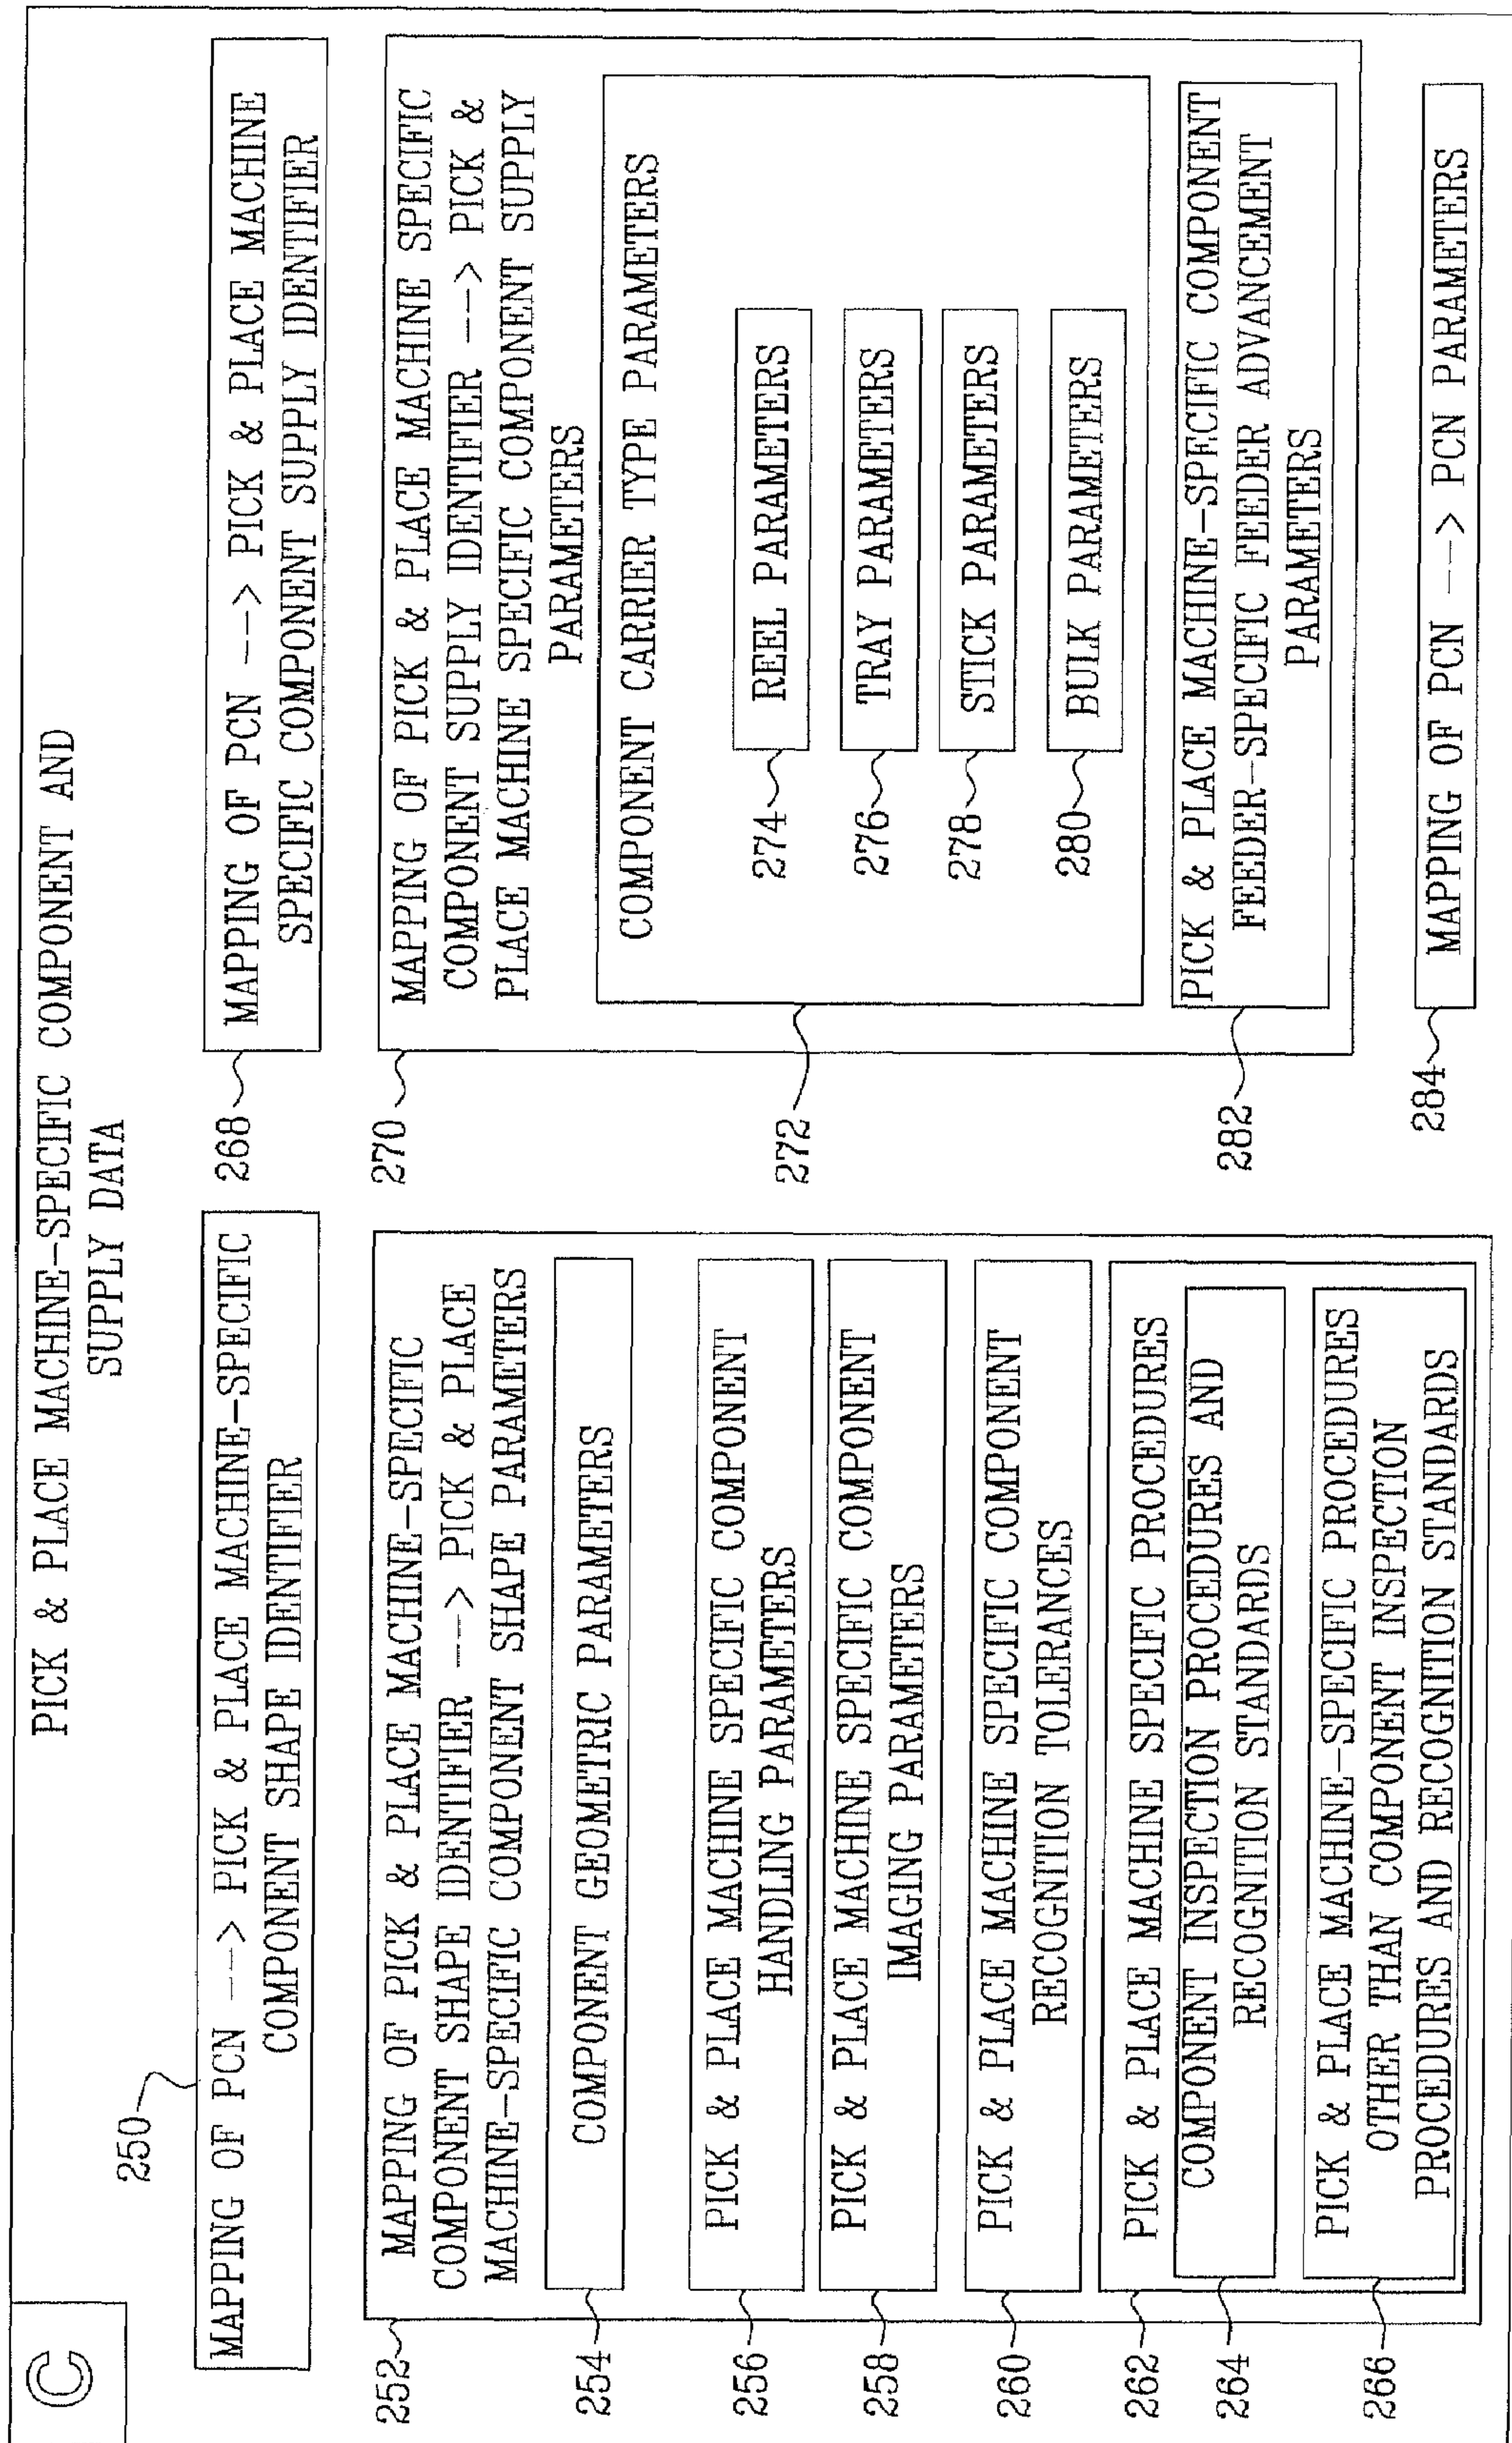 C
PICK & PLACE MACHINE-SPECIFIC COMPONENT AND
SUPPLY DATA
250
MAPPING OF PCN --> PICK & PLACE MACHINE-SPECIFIC
COMPONENT SHAPE IDENTIFIER
252
MAPPING OF PICK & PLACE MACHINE-SPECIFIC
COMPONENT SHAPE IDENTIFIER --> PICK & PLACE
MACHINE-SPECIFIC COMPONENT SHAPE PARAMETERS
254
COMPONENT GEOMETRIC PARAMETERS
256
PICK & PLACE MACHINE SPECIFIC COMPONENT
HANDLING PARAMETERS
258
PICK & PLACE MACHINE SPECIFIC COMPONENT
IMAGING PARAMETERS
260
PICK & PLACE MACHINE SPECIFIC COMPONENT
RECOGNITION TOLERANCES
262
PICK & PLACE MACHINE SPECIFIC PROCEDURES
264
COMPONENT INSPECTION PROCEDURES AND
RECOGNITION STANDARDS
266
PICK & PLACE MACHINE-SPECIFIC PROCEDURES
OTHER THAN COMPONENT INSPECTION
PROCEDURES AND RECOGNITION STANDARDS
268
MAPPING OF PCN --> PICK & PLACE MACHINE
SPECIFIC COMPONENT SUPPLY IDENTIFIER
270
MAPPING OF PICK & PLACE MACHINE SPECIFIC
COMPONENT SUPPLY IDENTIFIER --> PICK &
PLACE MACHINE SPECIFIC COMPONENT SUPPLY
PARAMETERS
272
COMPONENT CARRIER TYPE PARAMETERS
274
REEL PARAMETERS
276
TRAY PARAMETERS
278
STICK PARAMETERS
280
BULK PARAMETERS
282
PICK & PLACE MACHINE-SPECIFIC COMPONENT
FEEDER-SPECIFIC FEEDER ADVANCEMENT
PARAMETERS
284
MAPPING OF PCN --> PCN PARAMETERS